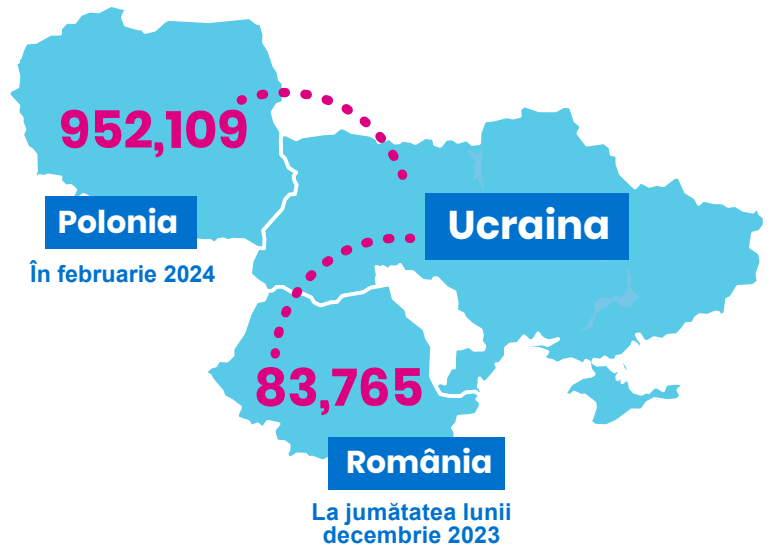 952,109
Polonia
În februarie 2024
Ucraina
83,765
România
La jumătatea lunii
decembrie 2023